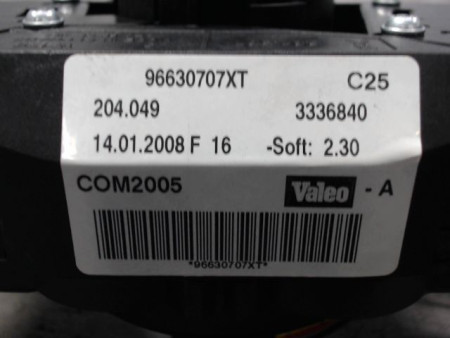 96630707XT C25
204.049 3336840
14.01.2008 F 16 -Soft: 2.30
COM2005 Valeo - A
*96630707XT*